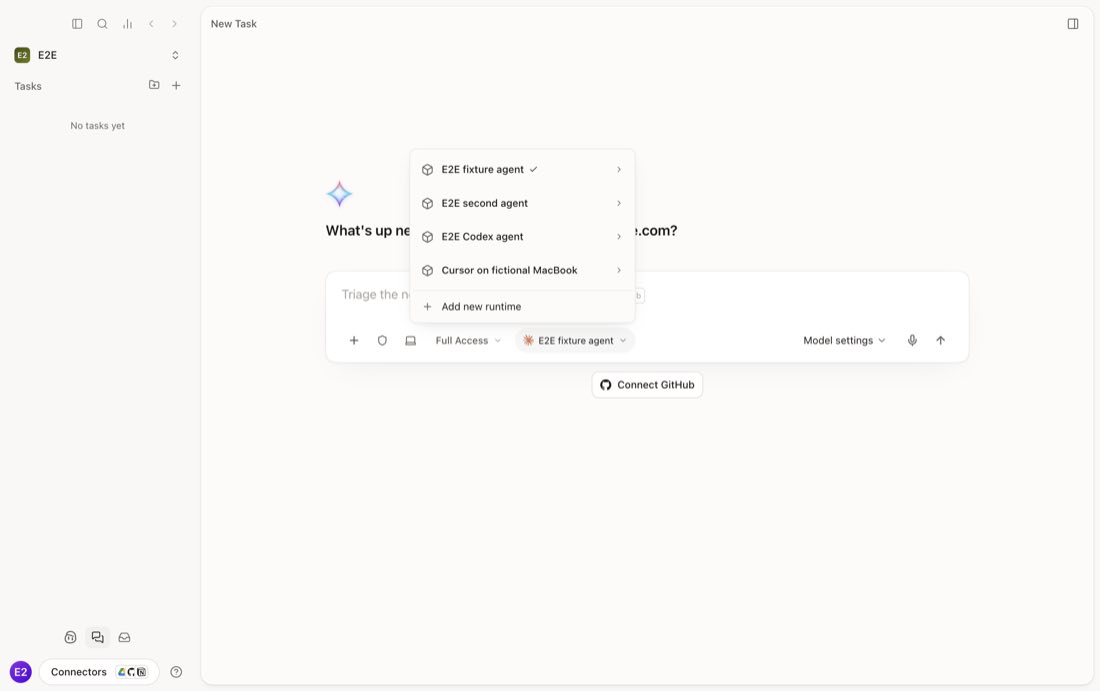 New Task
E2 E2E
Tasks
No tasks yet
E2E fixture agent
E2E second agent
E2E Codex agent
Cursor on fictional MacBook
Add new runtime
What's up ne
e.com?
Triage the n
b
Full Access
E2E fixture agent
Model settings
Connect GitHub
E2 Connectors